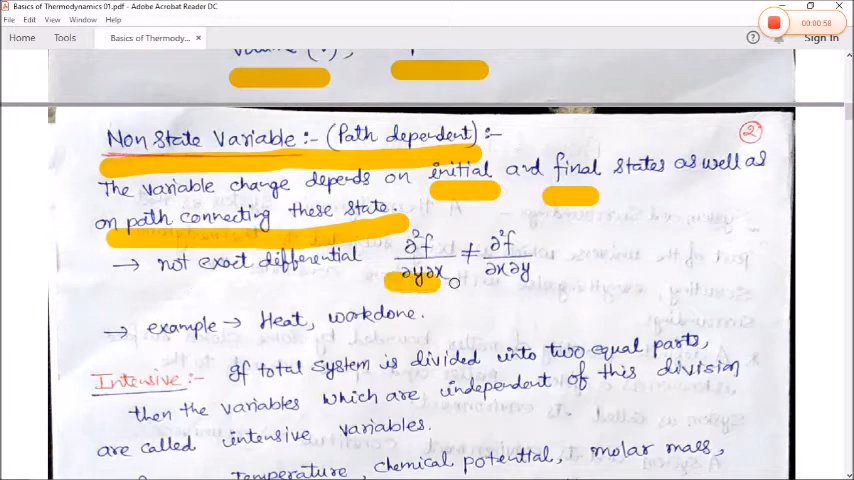 Basics of Thermodynamics 01.pdf - Adobe Acrobat Reader DC
File Edit View Window Help
00:00:58
Home Tools Basics of Thermody... × Sign In
Non State Variable :- (Path dependent) :-
2
The variable change depends on initial and final states as well as
on path connecting these state.
→ not exact differential ∂²f/∂y∂x ≠ ∂²f/∂x∂y
→ example → Heat, workdone.
Intensive :- If total system is divided into two equal parts,
then the variables which are independent of this division
are called intensive variables.
Temperature, chemical potential, molar mass,